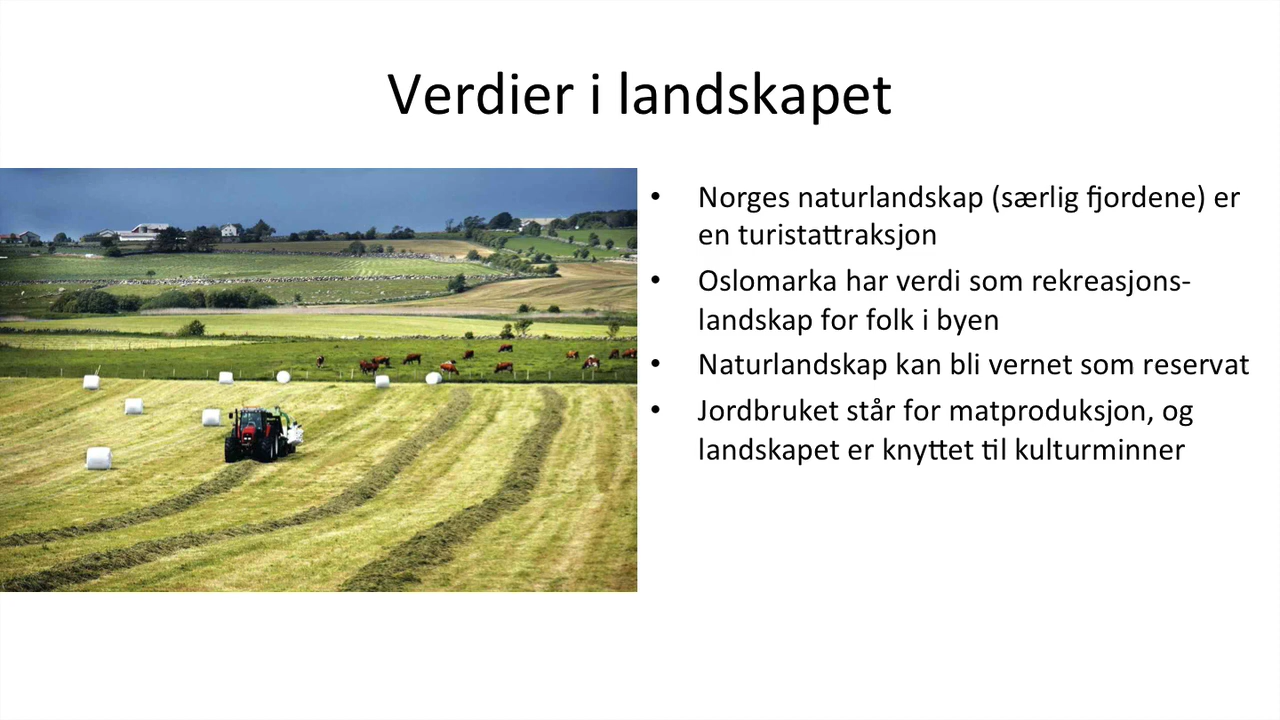 Verdier i landskapet
• Norges naturlandskap (særlig fjordene) er
en turistattraksjon
• Oslomarka har verdi som rekreasjons-
landskap for folk i byen
• Naturlandskap kan bli vernet som reservat
• Jordbruket står for matproduksjon, og
landskapet er knyttet til kulturminner